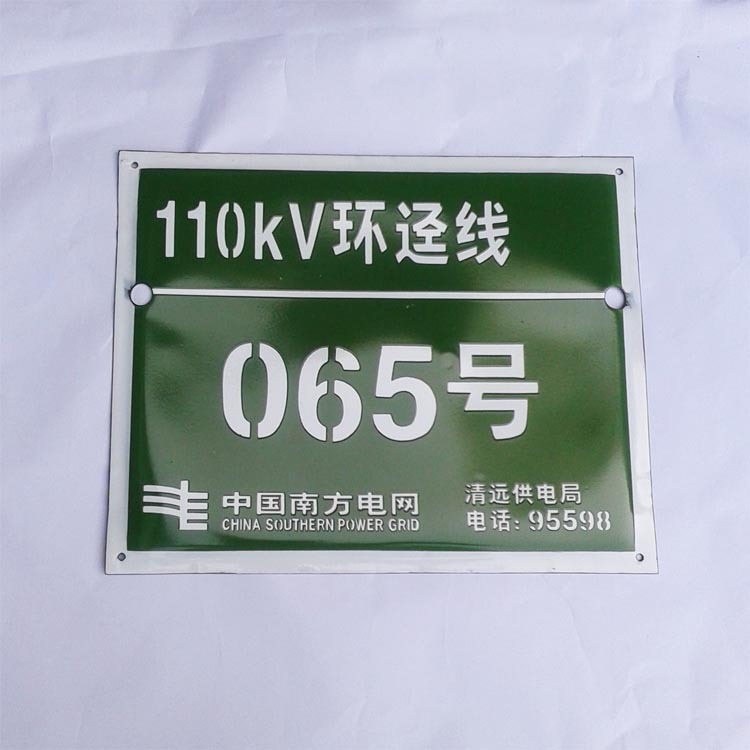 110kV环迳线
065号
中国南方电网
CHINA SOUTHERN POWER GRID
清远供电局
电话: 95598